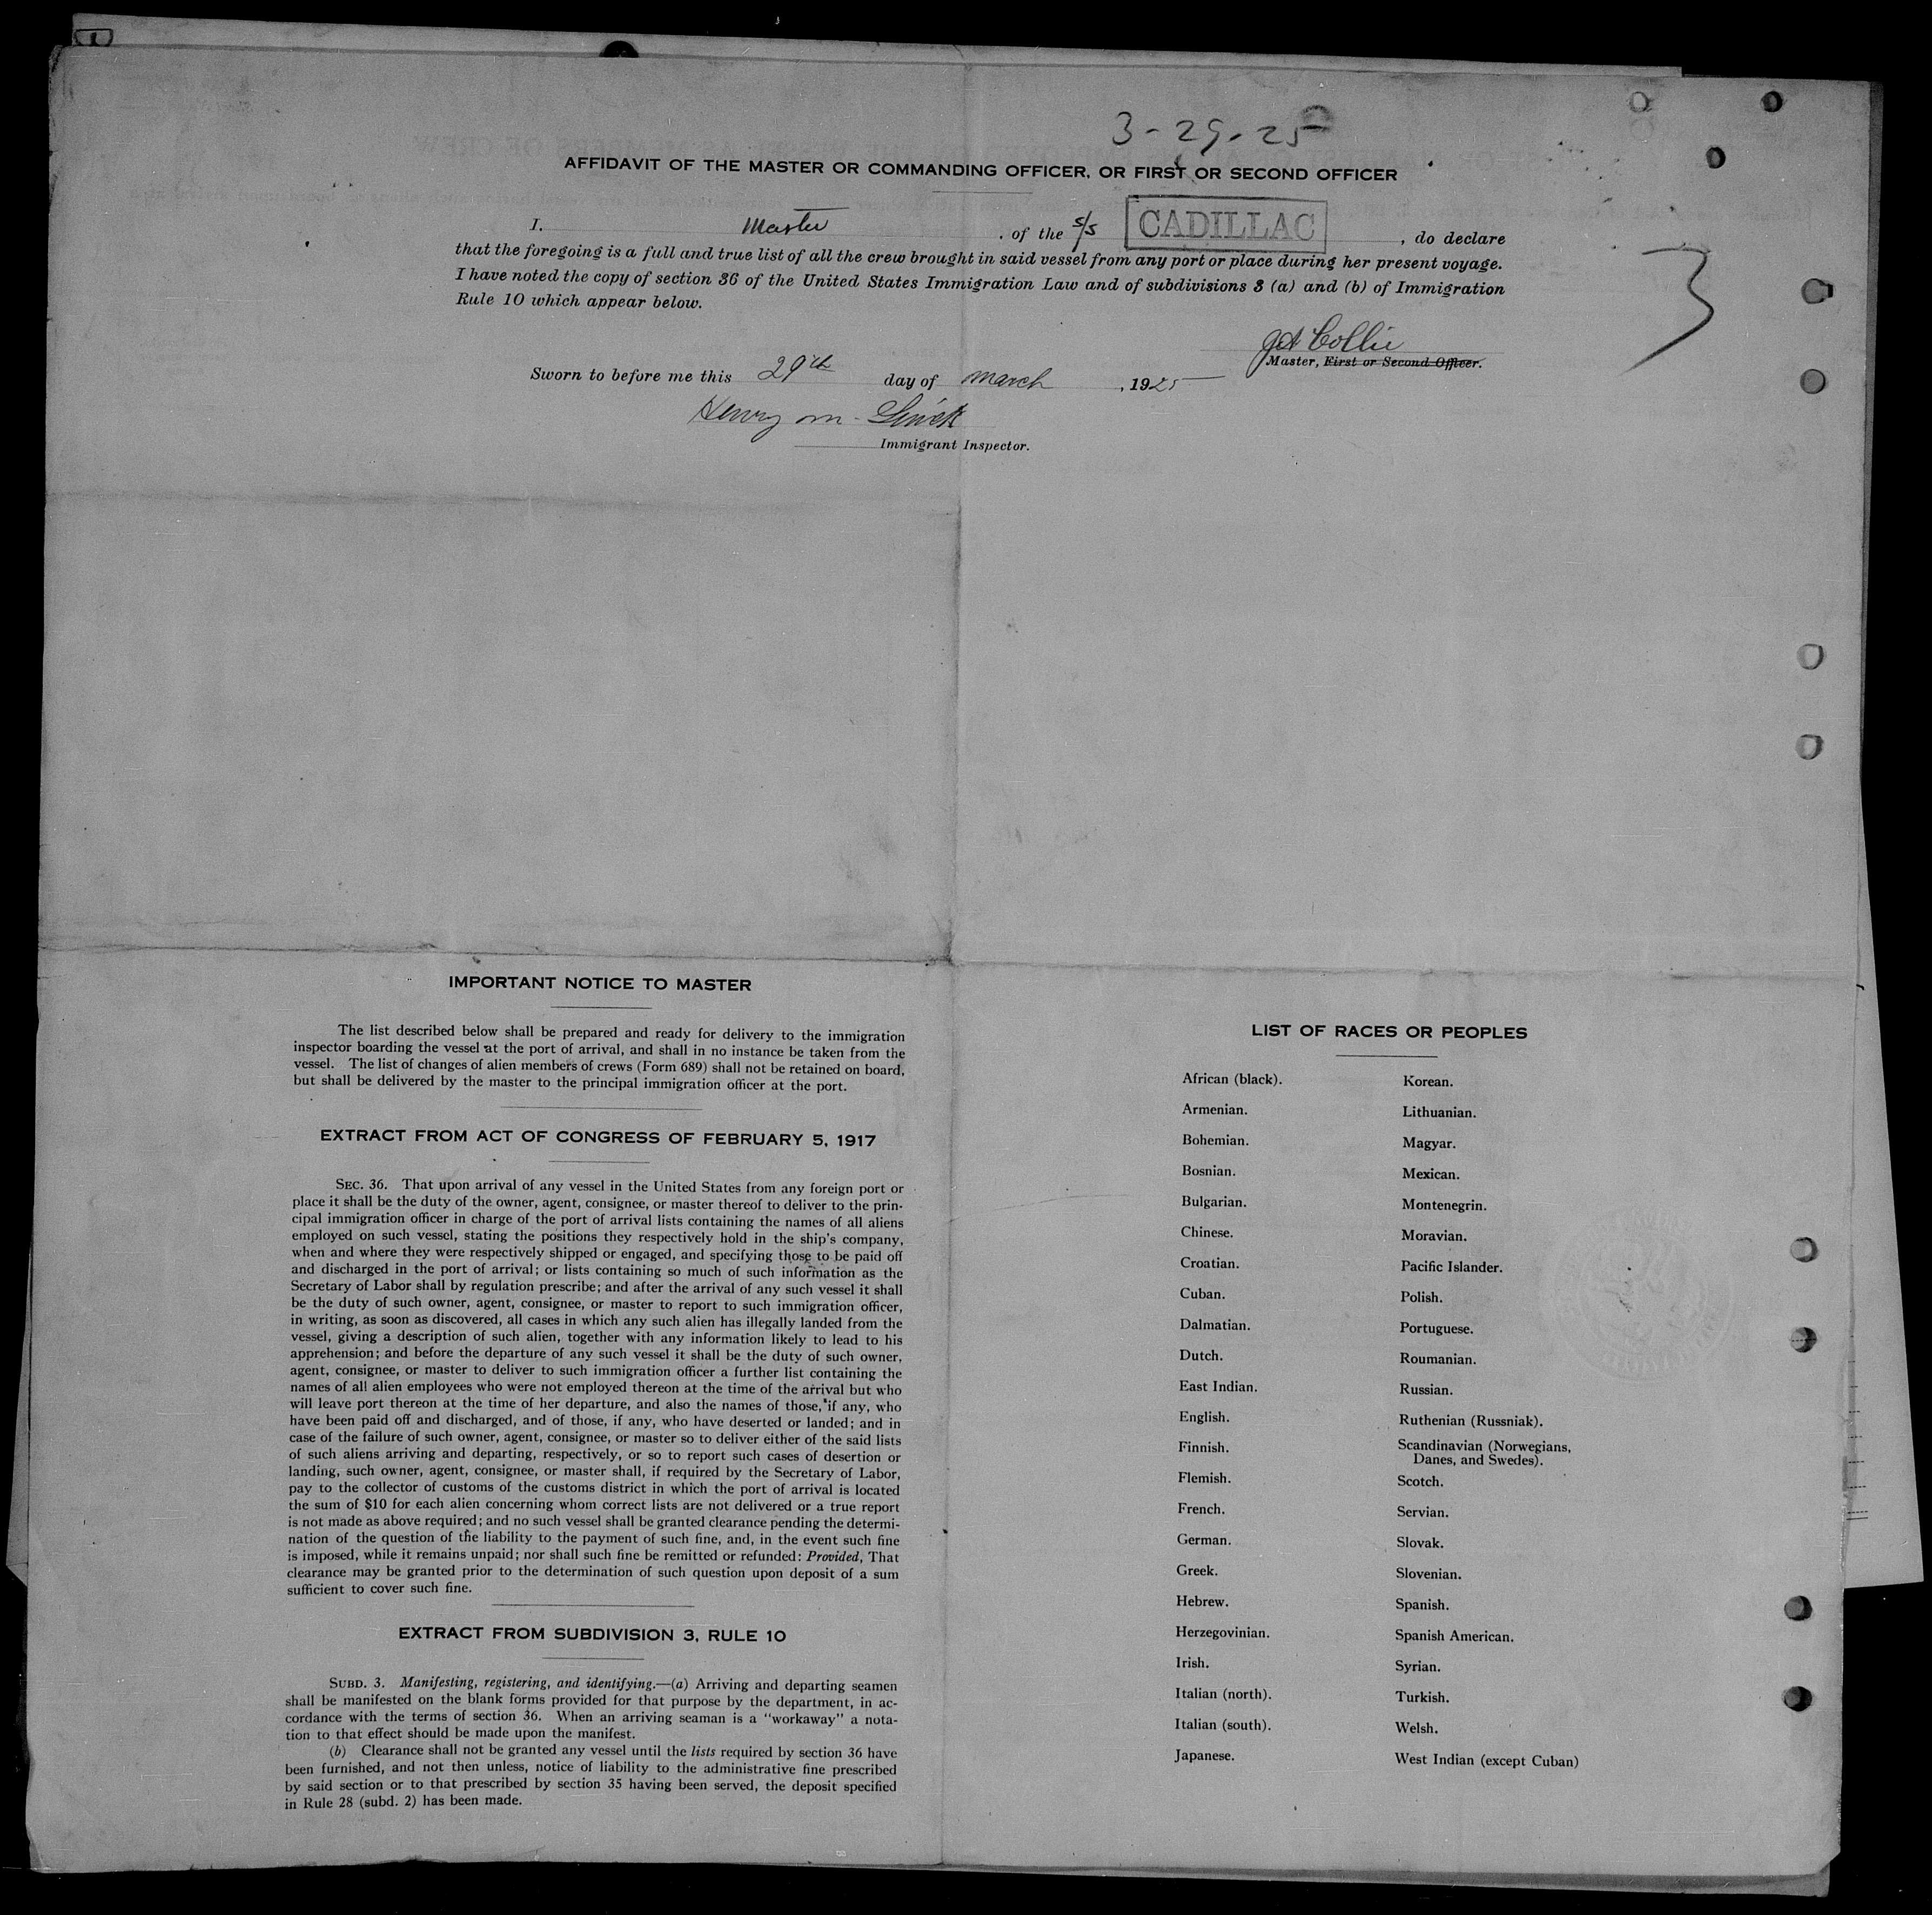 3-29-25
AFFIDAVIT OF THE MASTER OR COMMANDING OFFICER, OR FIRST OR SECOND OFFICER
I, Master, of the S/S CADILLAC, do declare
that the foregoing is a full and true list of all the crew brought in said vessel from any port or place during her present voyage.
I have noted the copy of section 36 of the United States Immigration Law and of subdivisions 3 (a) and (b) of Immigration
Rule 10 which appear below.
3
Collie
Master, First or Second Officer.
Sworn to before me this 29th day of March, 1925
Henry M.
Immigrant Inspector.
IMPORTANT NOTICE TO MASTER
The list described below shall be prepared and ready for delivery to the immigration
inspector boarding the vessel at the port of arrival, and shall in no instance be taken from the
vessel. The list of changes of alien members of crews (Form 689) shall not be retained on board,
but shall be delivered by the master to the principal immigration officer at the port.
EXTRACT FROM ACT OF CONGRESS OF FEBRUARY 5, 1917
SEC. 36. That upon arrival of any vessel in the United States from any foreign port or
place it shall be the duty of the owner, agent, consignee, or master thereof to deliver to the prin-
cipal immigration officer in charge of the port of arrival lists containing the names of all aliens
employed on such vessel, stating the positions they respectively hold in the ship's company,
when and where they were respectively shipped or engaged, and specifying those to be paid off
and discharged in the port of arrival; or lists containing so much of such information as the
Secretary of Labor shall by regulation prescribe; and after the arrival of any such vessel it shall
be the duty of such owner, agent, consignee, or master to report to such immigration officer,
in writing, as soon as discovered, all cases in which any such alien has illegally landed from the
vessel, giving a description of such alien, together with any information likely to lead to his
apprehension; and before the departure of any such vessel it shall be the duty of such owner,
agent, consignee, or master to deliver to such immigration officer a further list containing the
names of all alien employees who were not employed thereon at the time of the arrival but who
will leave port thereon at the time of her departure, and also the names of those, if any, who
have been paid off and discharged, and of those, if any, who have deserted or landed; and in
case of the failure of such owner, agent, consignee, or master so to deliver either of the said lists
of such aliens arriving and departing, respectively, or so to report such cases of desertion or
landing, such owner, agent, consignee, or master shall, if required by the Secretary of Labor,
pay to the collector of customs of the customs district in which the port of arrival is located
the sum of $10 for each alien concerning whom correct lists are not delivered or a true report
is not made as above required; and no such vessel shall be granted clearance pending the determi-
nation of the question of the liability to the payment of such fine, and, in the event such fine
is imposed, while it remains unpaid; nor shall such fine be remitted or refunded: Provided, That
clearance may be granted prior to the determination of such question upon deposit of a sum
sufficient to cover such fine.
EXTRACT FROM SUBDIVISION 3, RULE 10
SUBD. 3. Manifesting, registering, and identifying.—(a) Arriving and departing seamen
shall be manifested on the blank forms provided for that purpose by the department, in ac-
cordance with the terms of section 36. When an arriving seaman is a "workaway" a nota-
tion to that effect should be made upon the manifest.
(b) Clearance shall not be granted any vessel until the lists required by section 36 have
been furnished, and not then unless, notice of liability to the administrative fine prescribed
by said section or to that prescribed by section 35 having been served, the deposit specified
in Rule 28 (subd. 2) has been made.
LIST OF RACES OR PEOPLES
African (black).
Armenian.
Bohemian.
Bosnian.
Bulgarian.
Chinese.
Croatian.
Cuban.
Dalmatian.
Dutch.
East Indian.
English.
Finnish.
Flemish.
French.
German.
Greek.
Hebrew.
Herzegovinian.
Irish.
Italian (north).
Italian (south).
Japanese.
Korean.
Lithuanian.
Magyar.
Mexican.
Montenegrin.
Moravian.
Pacific Islander.
Polish.
Portuguese.
Roumanian.
Russian.
Ruthenian (Russniak).
Scandinavian (Norwegians,
Danes, and Swedes).
Scotch.
Servian.
Slovak.
Slovenian.
Spanish.
Spanish American.
Syrian.
Turkish.
Welsh.
West Indian (except Cuban)